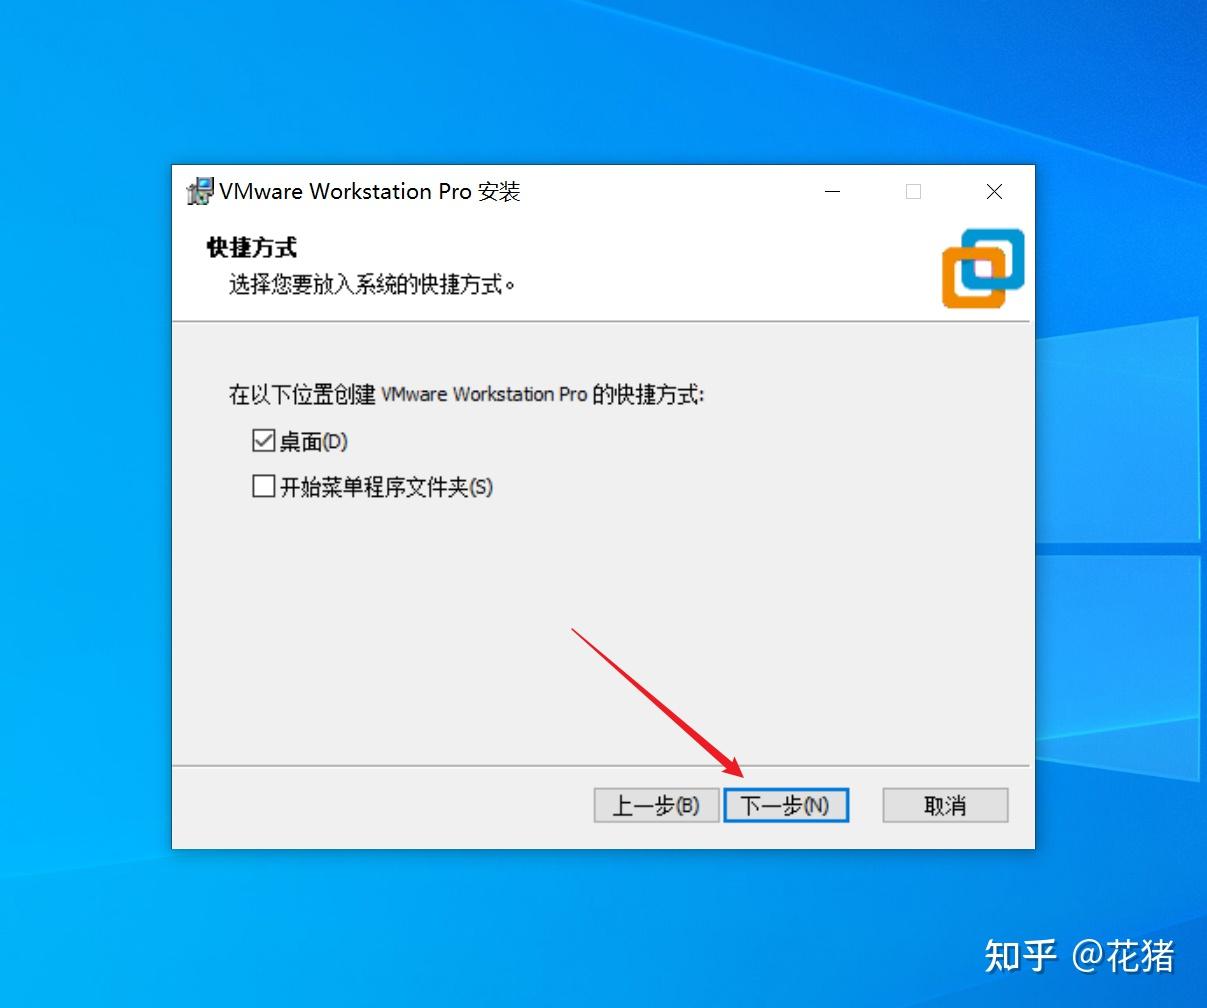 VMware Workstation Pro 安装
快捷方式
选择您要放入系统的快捷方式。
在以下位置创建 VMware Workstation Pro 的快捷方式:
桌面(D)
开始菜单程序文件夹(S)
上一步(B) 下一步(N) 取消
知乎 @花猪